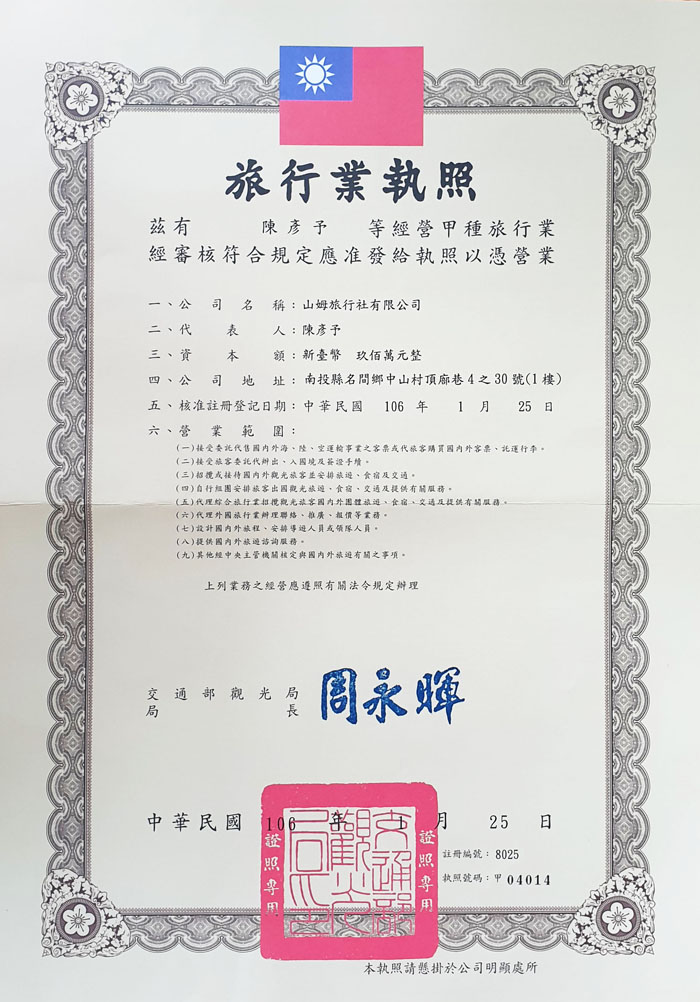 旅行業執照
茲有 陳彥予 等經營甲種旅行業
經審核符合規定應准發給執照以憑營業
一、公司名稱：山姆旅行社有限公司
二、代表人：陳彥予
三、資本額：新臺幣 玖佰萬元整
四、公司地址：南投縣名間鄉中山村頂廍巷4之30號(1樓)
五、核准註冊登記日期：中華民國 106 年 1 月 25 日
六、營業範圍：
(一)接受委託代售國內外海、陸、空運輸事業之客票或代旅客購買國內外客票、託運行李。
(二)接受旅客委託代辦出、入國境及簽證手續。
(三)招攬或接待國內外觀光旅客並安排旅遊、食宿及交通。
(四)自行組團安排旅客出國觀光旅遊、食宿、交通及提供有關服務。
(五)代理綜合旅行業招攬觀光旅客國內外團體旅遊、食宿、交通及提供有關服務。
(六)代理外國旅行業辦理聯絡、推廣、報價等業務。
(七)設計國內外旅程、安排導遊人員或領隊人員。
(八)提供國內外旅遊諮詢服務。
(九)其他經中央主管機關核定與國內外旅遊有關之事項。
上列業務之經營應遵照有關法令規定辦理
交通部觀光局
局長 周永暉
中華民國 106 年 1 月 25 日
證照專用
交通部觀光局印
證照專用
註冊編號：8025
執照號碼：甲 04014
本執照請懸掛於公司明顯處所